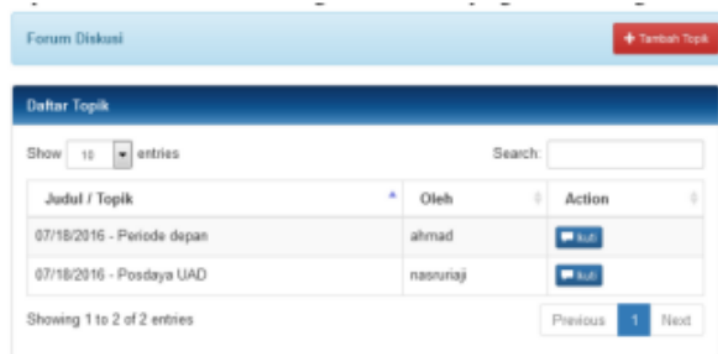 Forum Diskusi
Tambah Topik
Daftar Topik
Show 10 entries
Search:
Judul / Topik Oleh Action
07/18/2016 - Periode depan ahmad Ikuti
07/18/2016 - Posdaya UAD nasruriaji Ikuti
Showing 1 to 2 of 2 entries
Previous 1 Next